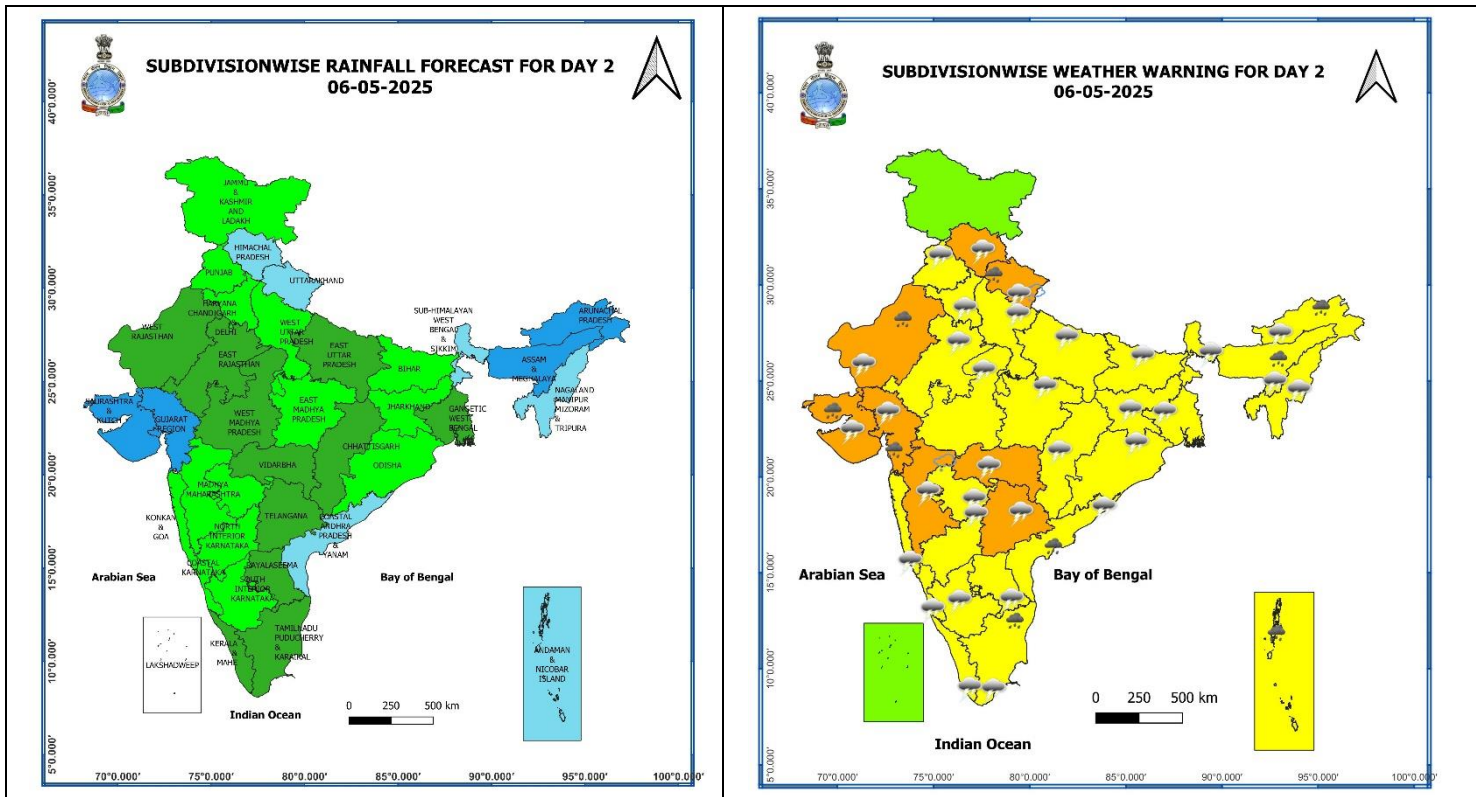 SUBDIVISIONWISE RAINFALL FORECAST FOR DAY 2
06-05-2025
40°0.000'
35°0.000'
30°0.000'
25°0.000'
20°0.000'
15°0.000'
10°0.000'
5°0.000'
JAMMU
&
KASHMIR
AND
LADAKH
HIMACHAL
PRADESH
PUNJAB
UTTARAKHAND
HARYANA
CHANDIGARH
DELHI
WEST
RAJASTHAN
EAST
RAJASTHAN
WEST
UTTAR
PRADESH
EAST
UTTAR
PRADESH
SUB-HIMALAYAN
WEST
BENGAL
&
SIKKIM
ARUNACHAL
PRADESH
ASSAM
&
MEGHALAYA
NAGALAND
MANIPUR
MIZORAM
&
TRIPURA
BIHAR
JHARKHAND
GANGETIC
WEST
BENGAL
SAURASHTRA
&
KUTCH
GUJARAT
REGION
WEST
MADHYA
PRADESH
EAST
MADHYA
PRADESH
CHHATTISGARH
ODISHA
VIDARBHA
MADHYA
MAHARASHTRA
KONKAN
&
GOA
NORTH
INTERIOR
KARNATAKA
TELANGANA
COASTAL
ANDHRA
PRADESH
&
YANAM
COASTAL
KARNATAKA
RAYALASEEMA
SOUTH
INTERIOR
KARNATAKA
TAMILNADU
PUDUCHERRY
&
KARAIKAL
KERALA
&
MAHE
LAKSHADWEEP
ANDAMAN
&
NICOBAR
ISLAND
Arabian Sea
Bay of Bengal
Indian Ocean
0 250 500 km
70°0.000' 75°0.000' 80°0.000' 85°0.000' 90°0.000' 95°0.000' 100°0.000'
SUBDIVISIONWISE WEATHER WARNING FOR DAY 2
06-05-2025
40°0.000'
35°0.000'
30°0.000'
25°0.000'
20°0.000'
15°0.000'
10°0.000'
5°0.000'
Arabian Sea
Bay of Bengal
Indian Ocean
0 250 500 km
70°0.000' 75°0.000' 80°0.000' 85°0.000' 90°0.000' 95°0.000' 100°0.000'